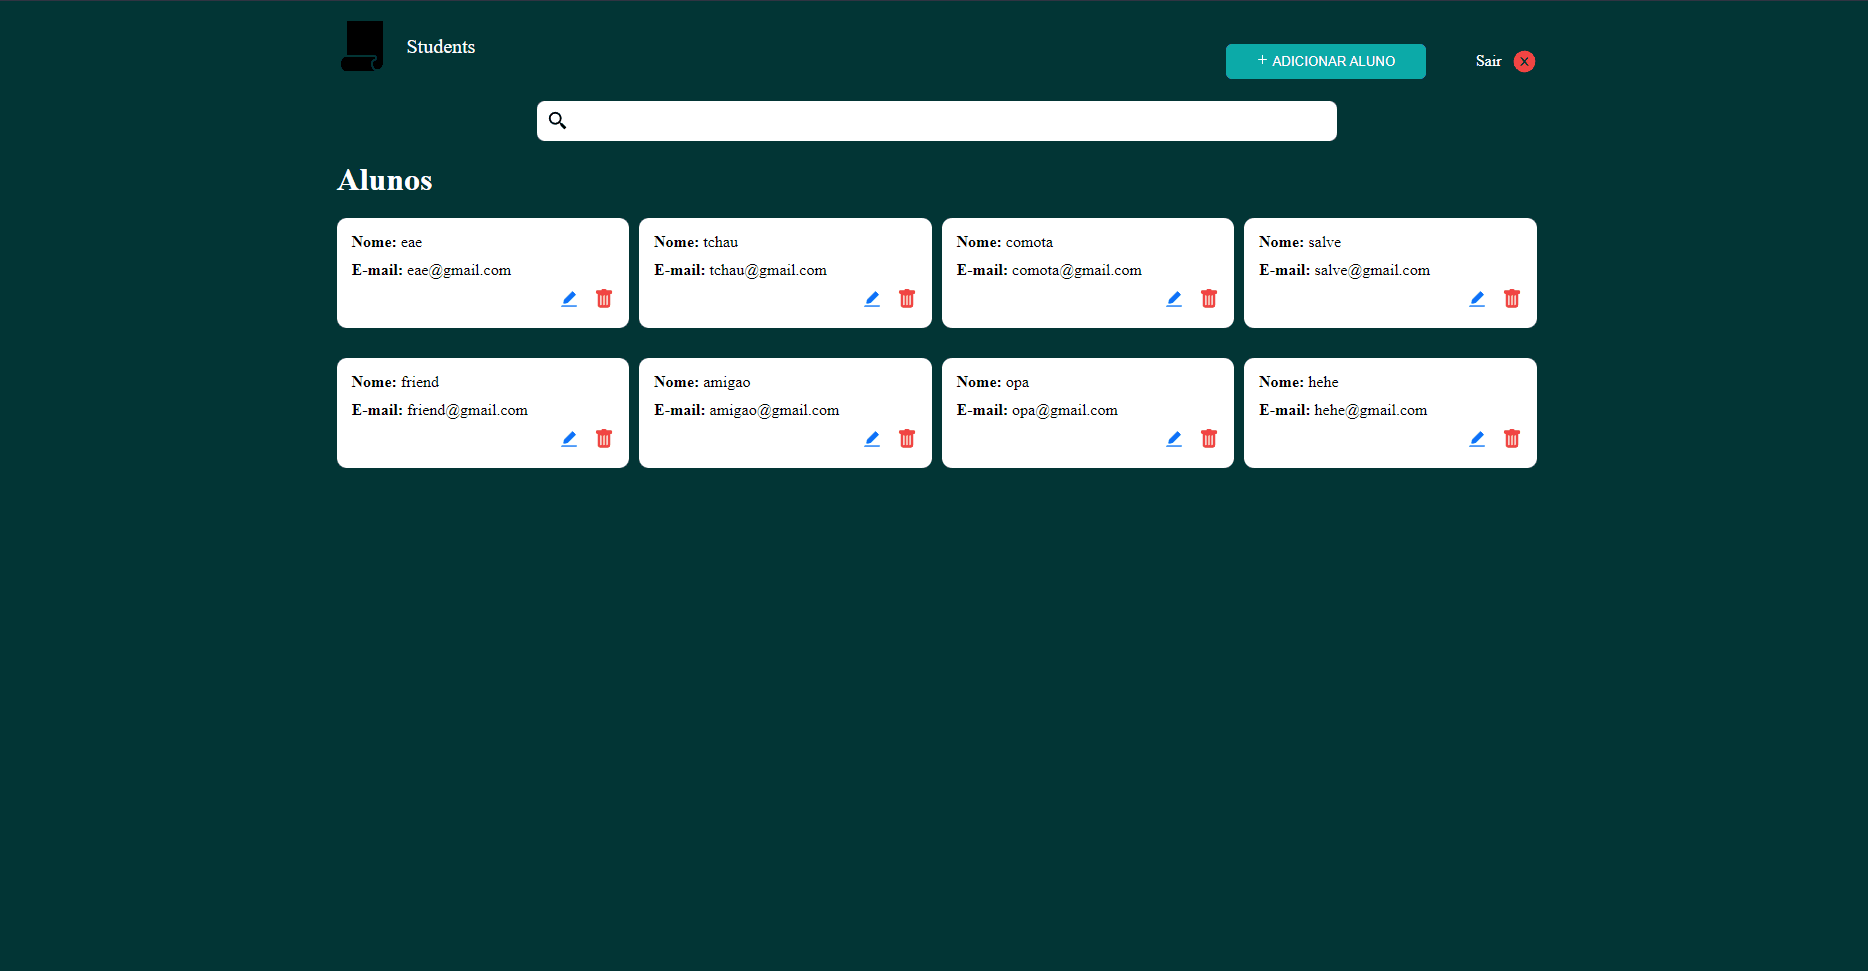 Students
+ ADICIONAR ALUNO
Sair X
Alunos
Nome: eae
E-mail: eae@gmail.com
Nome: tchau
E-mail: tchau@gmail.com
Nome: comota
E-mail: comota@gmail.com
Nome: salve
E-mail: salve@gmail.com
Nome: friend
E-mail: friend@gmail.com
Nome: amigao
E-mail: amigao@gmail.com
Nome: opa
E-mail: opa@gmail.com
Nome: hehe
E-mail: hehe@gmail.com